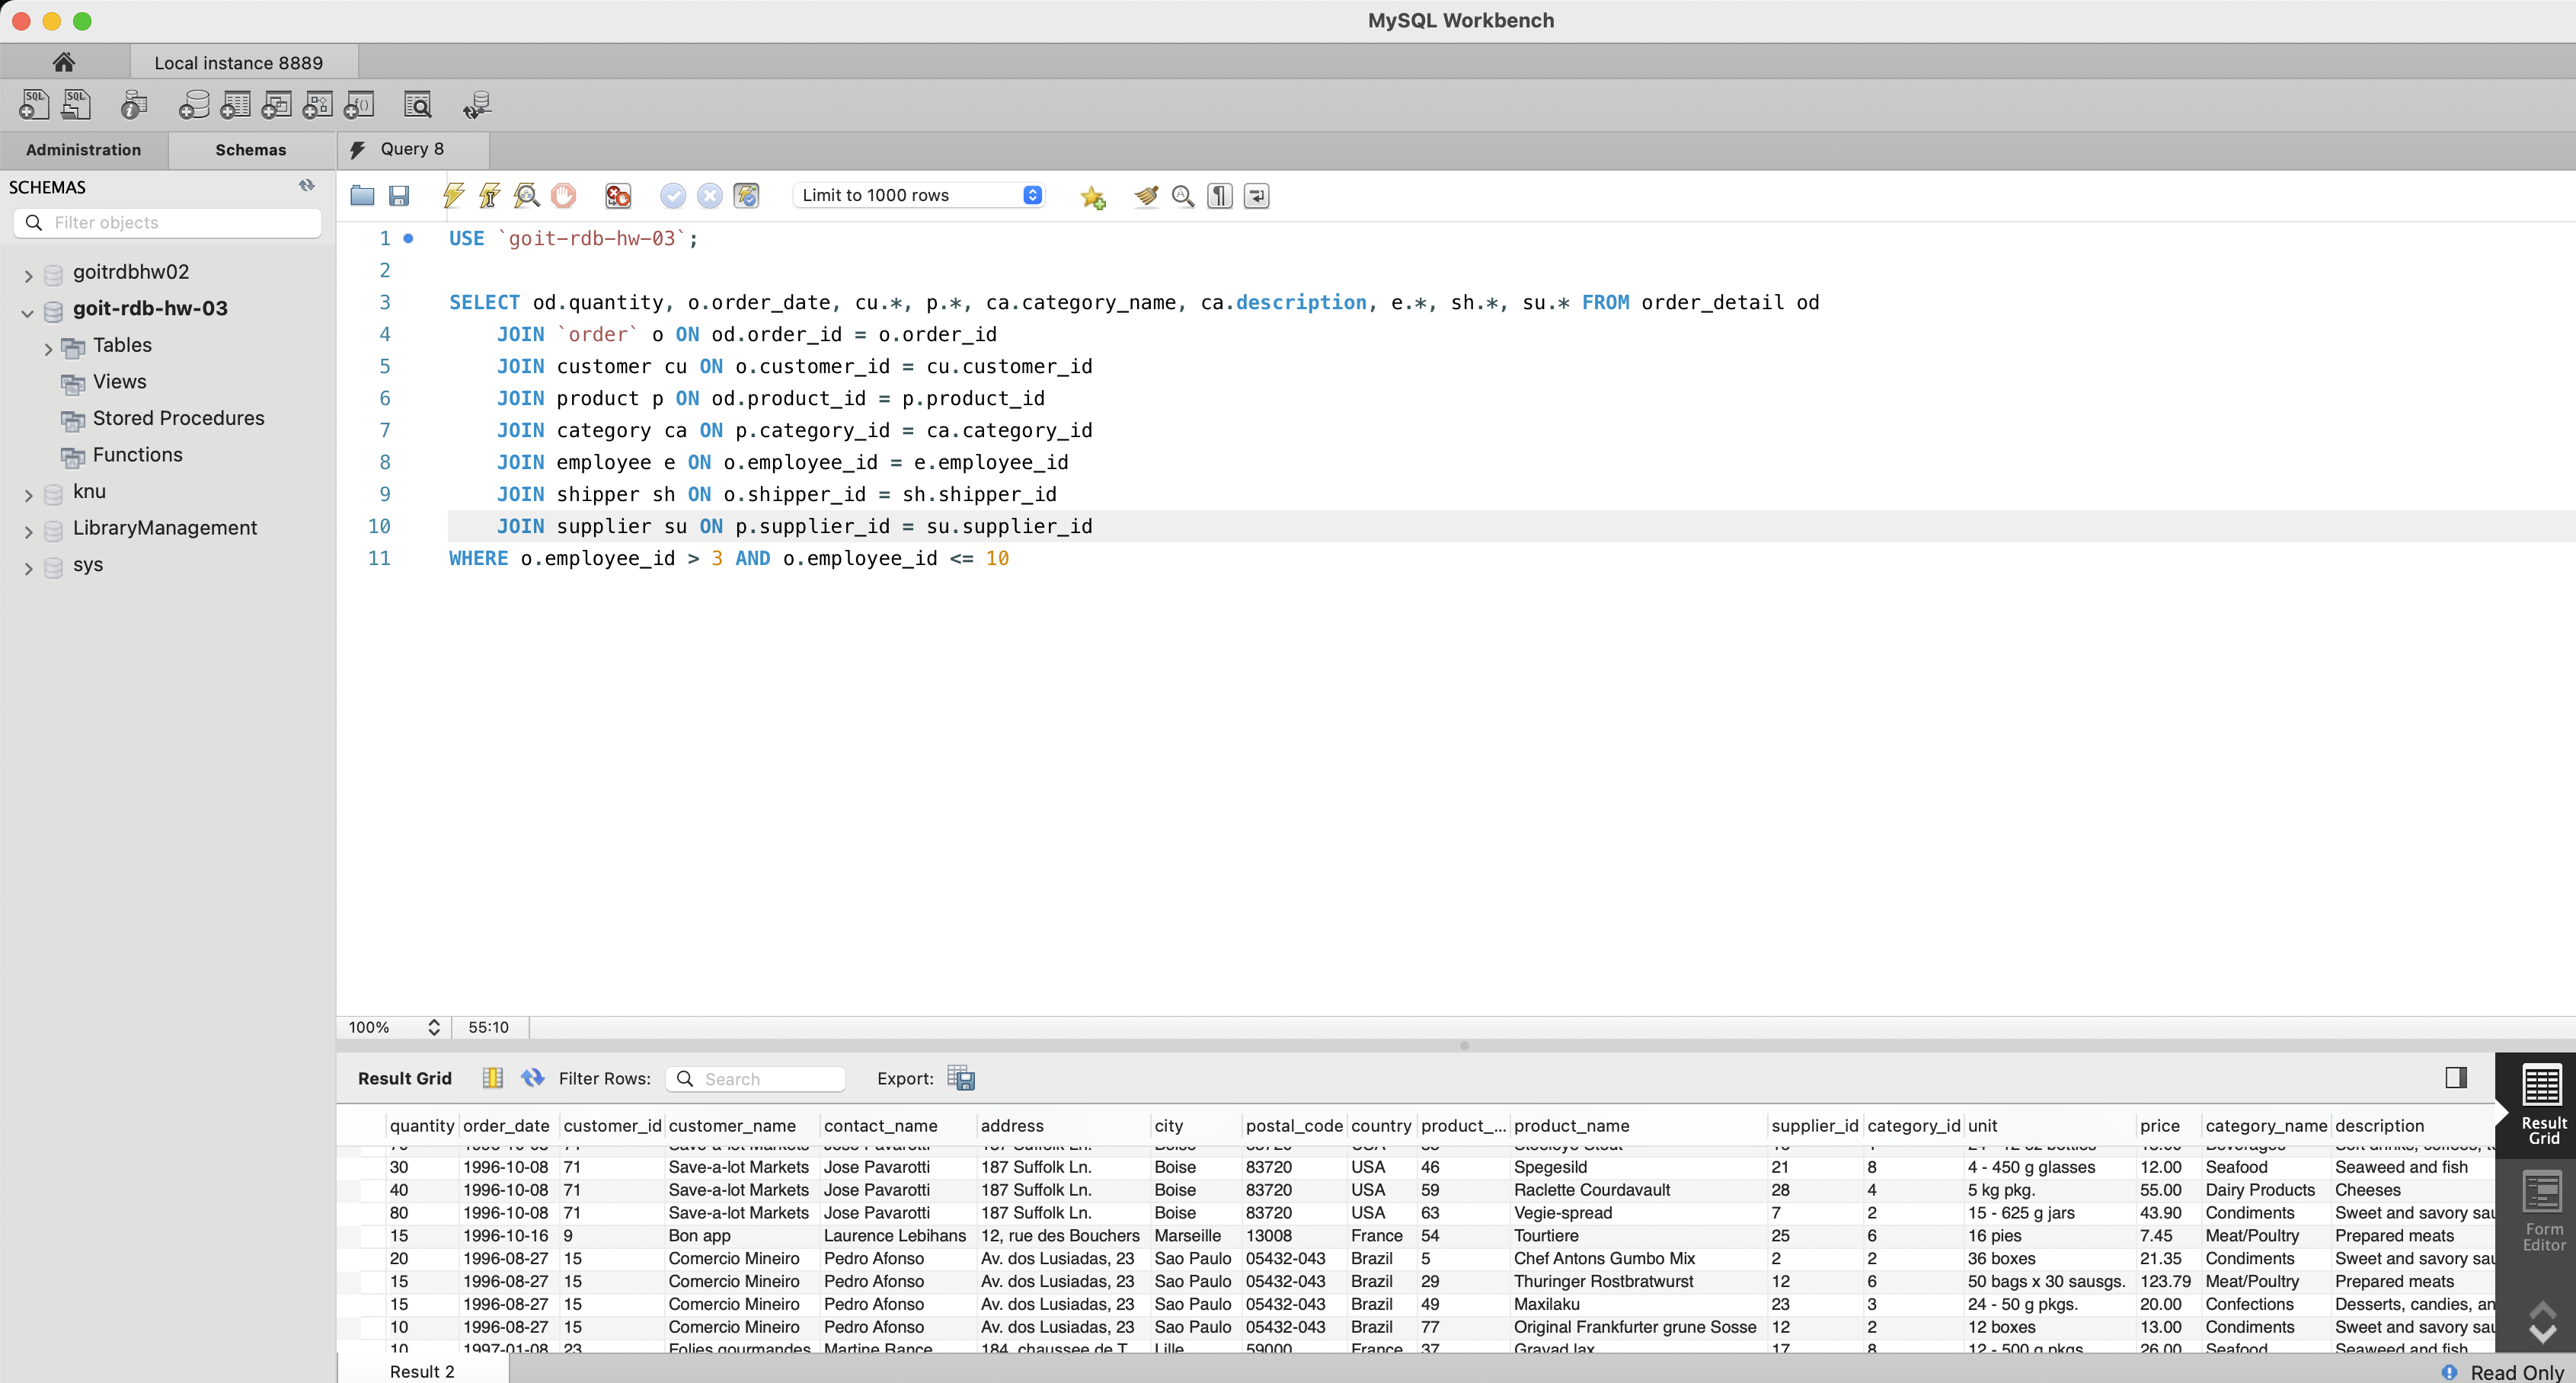 MySQL Workbench
Local instance 8889
Administration
Schemas
Query 8
SCHEMAS
Filter objects
goitrdbhw02
goit-rdb-hw-03
Tables
Views
Stored Procedures
Functions
knu
LibraryManagement
sys
Limit to 1000 rows
1 USE `goit-rdb-hw-03`;
2
3 SELECT od.quantity, o.order_date, cu.*, p.*, ca.category_name, ca.description, e.*, sh.*, su.* FROM order_detail od
4 JOIN `order` o ON od.order_id = o.order_id
5 JOIN customer cu ON o.customer_id = cu.customer_id
6 JOIN product p ON od.product_id = p.product_id
7 JOIN category ca ON p.category_id = ca.category_id
8 JOIN employee e ON o.employee_id = e.employee_id
9 JOIN shipper sh ON o.shipper_id = sh.shipper_id
10 JOIN supplier su ON p.supplier_id = su.supplier_id
11 WHERE o.employee_id > 3 AND o.employee_id <= 10
100% 55:10
Result Grid Filter Rows: Search Export:
quantity order_date customer_id customer_name contact_name address city postal_code country product_... product_name supplier_id category_id unit price category_name description
30 1996-10-08 71 Save-a-lot Markets Jose Pavarotti 187 Suffolk Ln. Boise 83720 USA 46 Spegesild 21 8 4 - 450 g glasses 12.00 Seafood Seaweed and fish
40 1996-10-08 71 Save-a-lot Markets Jose Pavarotti 187 Suffolk Ln. Boise 83720 USA 59 Raclette Courdavault 28 4 5 kg pkg. 55.00 Dairy Products Cheeses
80 1996-10-08 71 Save-a-lot Markets Jose Pavarotti 187 Suffolk Ln. Boise 83720 USA 63 Vegie-spread 7 2 15 - 625 g jars 43.90 Condiments Sweet and savory sau
15 1996-10-16 9 Bon app Laurence Lebihans 12, rue des Bouchers Marseille 13008 France 54 Tourtiere 25 6 16 pies 7.45 Meat/Poultry Prepared meats
20 1996-08-27 15 Comercio Mineiro Pedro Afonso Av. dos Lusiadas, 23 Sao Paulo 05432-043 Brazil 5 Chef Antons Gumbo Mix 2 2 36 boxes 21.35 Condiments Sweet and savory sau
15 1996-08-27 15 Comercio Mineiro Pedro Afonso Av. dos Lusiadas, 23 Sao Paulo 05432-043 Brazil 29 Thuringer Rostbratwurst 12 6 50 bags x 30 sausgs. 123.79 Meat/Poultry Prepared meats
15 1996-08-27 15 Comercio Mineiro Pedro Afonso Av. dos Lusiadas, 23 Sao Paulo 05432-043 Brazil 49 Maxilaku 23 3 24 - 50 g pkgs. 20.00 Confections Desserts, candies, an
10 1996-08-27 15 Comercio Mineiro Pedro Afonso Av. dos Lusiadas, 23 Sao Paulo 05432-043 Brazil 77 Original Frankfurter grune Sosse 12 2 12 boxes 13.00 Condiments Sweet and savory sau
10 1997-01-08 23 Folies gourmandes Martine Rance 184, chaussee de T Lille 59000 France 37 Gravad lax 17 8 12 - 500 g pkgs 26.00 Seafood Seaweed and fish
Result Grid
Form Editor
Result 2
Read Only